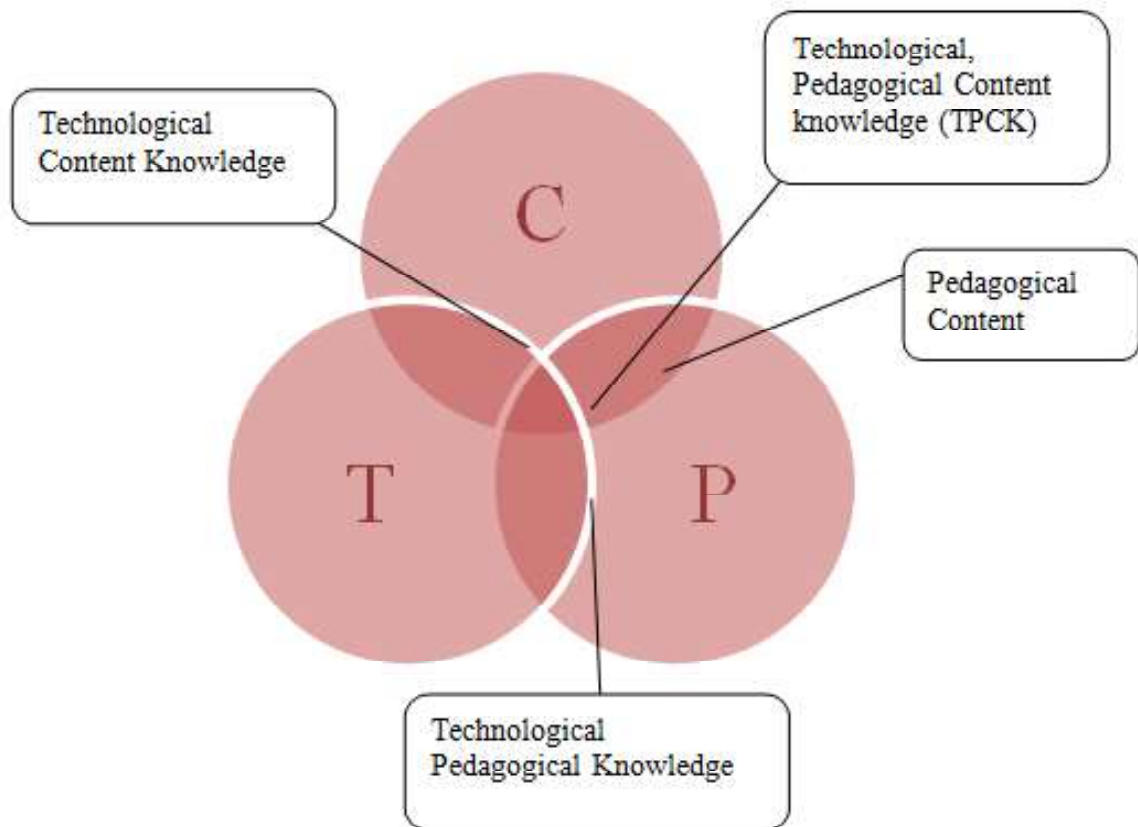 Technological,
Pedagogical Content
knowledge (TPCK)
Technological
Content Knowledge
C
Pedagogical
Content
T
P
Technological
Pedagogical Knowledge